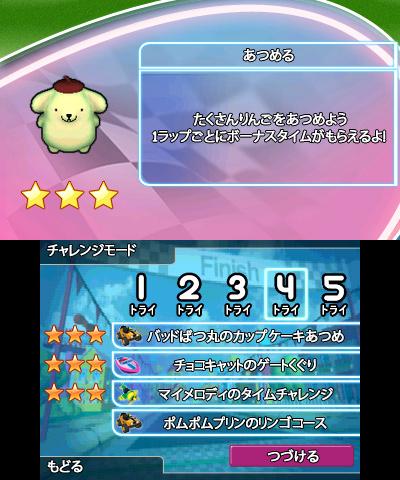 あつめる
たくさんりんごをあつめよう
1ラップごとにボーナスタイムがもらえるよ!
チャレンジモード
Finish
1 2 3 4 5
トライ トライ トライ トライ トライ
バッドばつ丸のカップケーキあつめ
チョコキャットのゲートくぐり
マイメロディのタイムチャレンジ
ポムポムプリンのリンゴコース
つづける
もどる